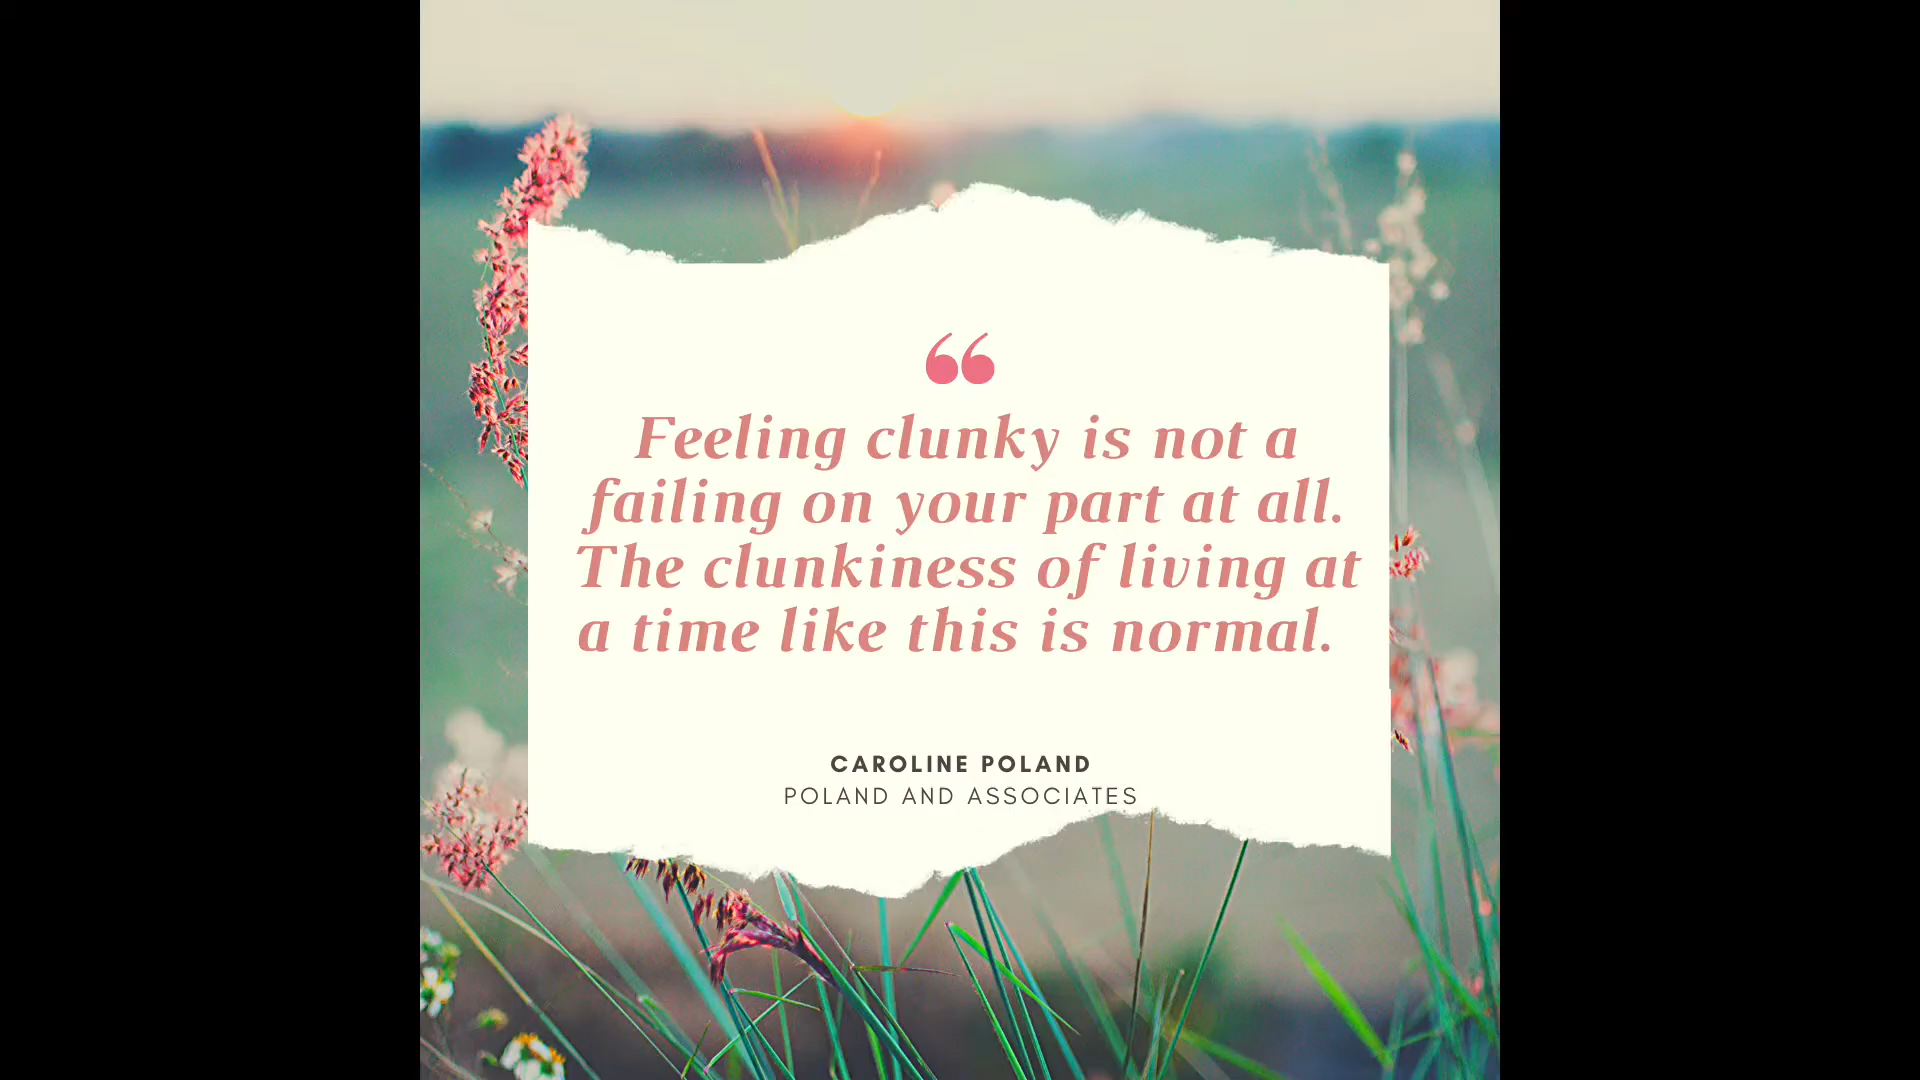 ❝
Feeling clunky is not a
failing on your part at all.
The clunkiness of living at
a time like this is normal.
CAROLINE POLAND
POLAND AND ASSOCIATES